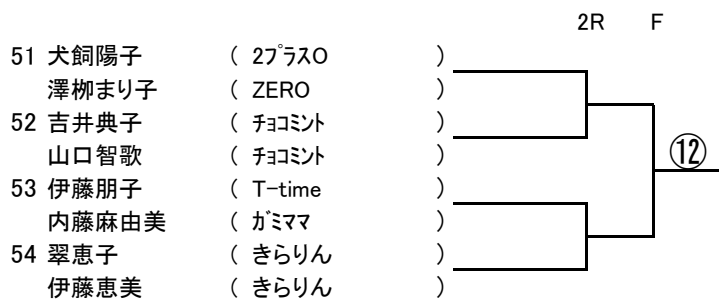 2R F
51 犬飼陽子 ( 2プラスO )
澤栁まり子 ( ZERO )
52 吉井典子 ( チョコミント )
山口智歌 ( チョコミント )
⑫
53 伊藤朋子 ( T-time )
内藤麻由美 ( ガミママ )
54 翠恵子 ( きらりん )
伊藤恵美 ( きらりん )